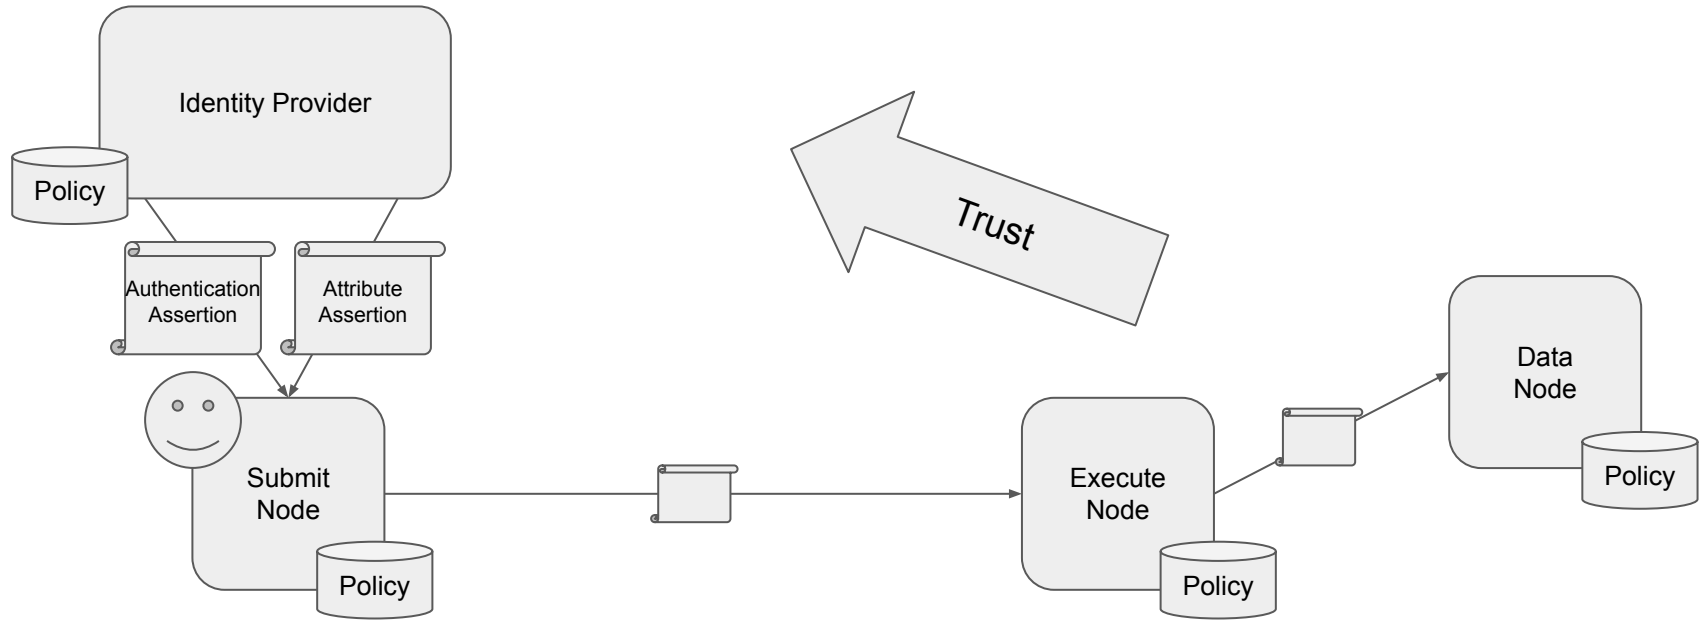 Identity Provider
Policy
Authentication
Assertion
Attribute
Assertion
Trust
Submit
Node
Policy
Execute
Node
Policy
Data
Node
Policy